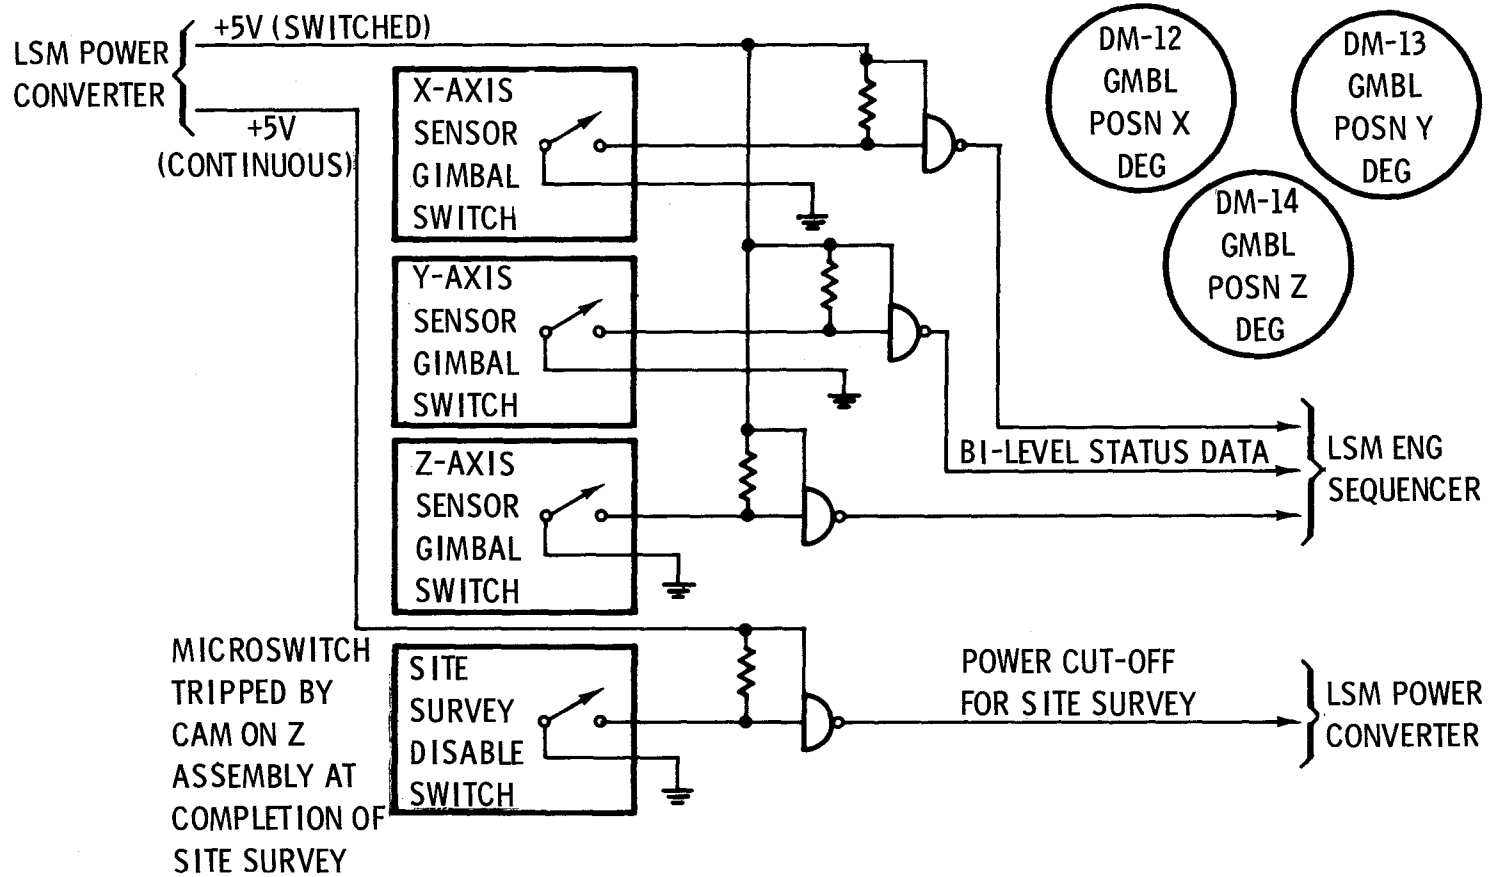 +5V (SWITCHED)
LSM POWER
CONVERTER
+5V
(CONTINUOUS)
X-AXIS
SENSOR
GIMBAL
SWITCH
Y-AXIS
SENSOR
GIMBAL
SWITCH
Z-AXIS
SENSOR
GIMBAL
SWITCH
SITE
SURVEY
DISABLE
SWITCH
MICROSWITCH
TRIPPED BY
CAM ON Z
ASSEMBLY AT
COMPLETION OF
SITE SURVEY
DM-12
GMBL
POSN X
DEG
DM-13
GMBL
POSN Y
DEG
DM-14
GMBL
POSN Z
DEG
BI-LEVEL STATUS DATA
LSM ENG
SEQUENCER
POWER CUT-OFF
FOR SITE SURVEY
LSM POWER
CONVERTER